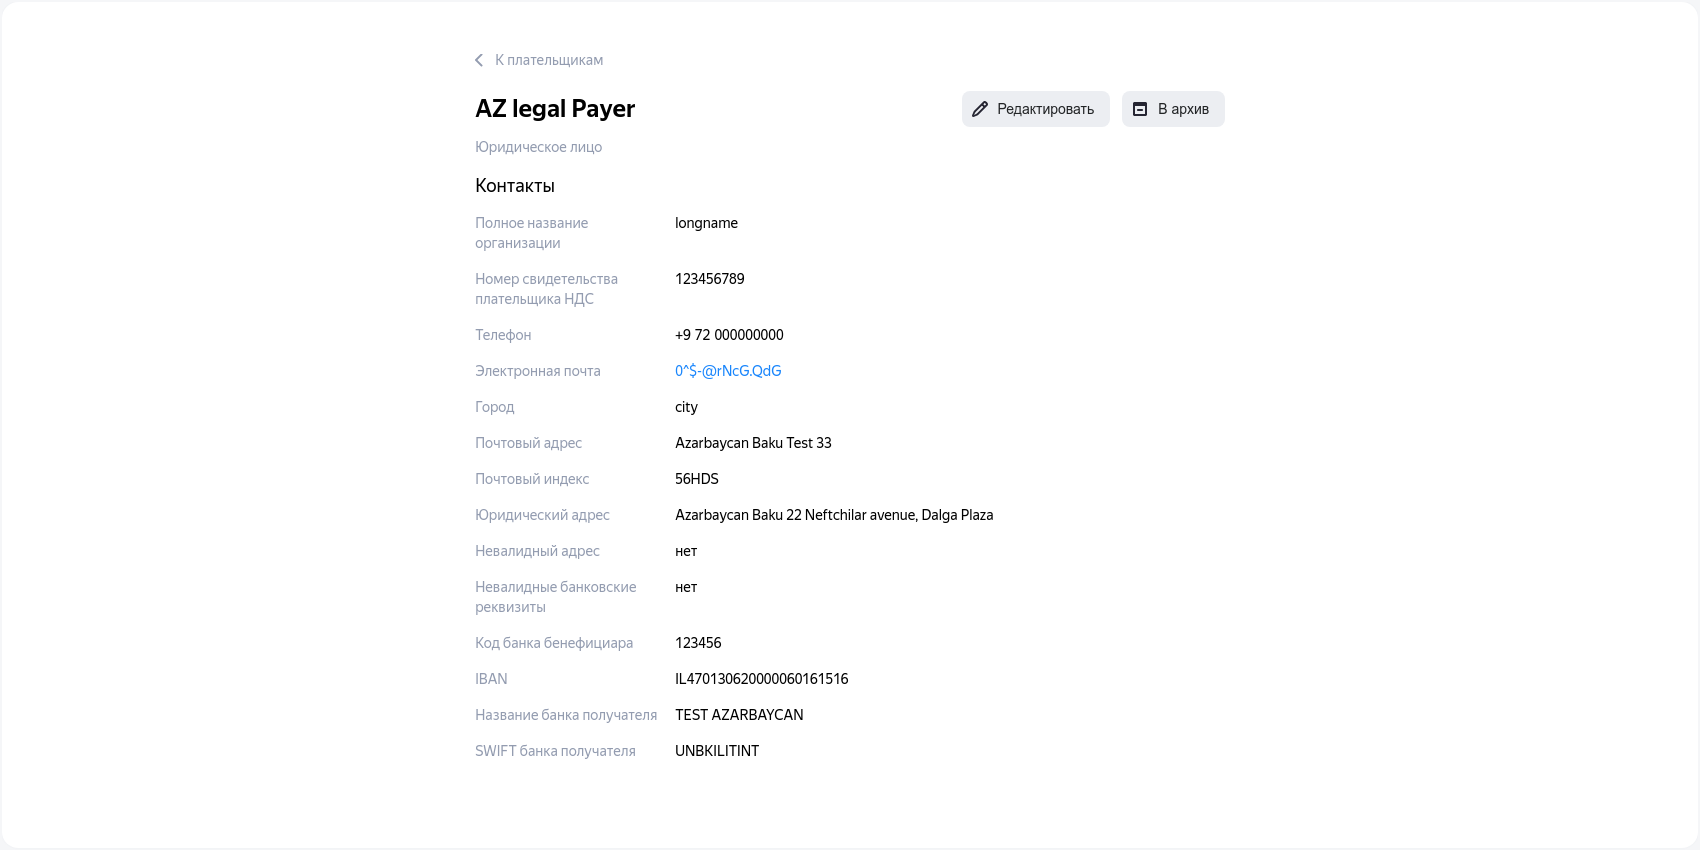 К плательщикам
AZ legal Payer
Редактировать
В архив
Юридическое лицо
Контакты
Полное название организации
longname
Номер свидетельства плательщика НДС
123456789
Телефон
+9 72 000000000
Электронная почта
0^$-@rNcG.QdG
Город
city
Почтовый адрес
Azarbaycan Baku Test 33
Почтовый индекс
56HDS
Юридический адрес
Azarbaycan Baku 22 Neftchilar avenue, Dalga Plaza
Невалидный адрес
нет
Невалидные банковские реквизиты
нет
Код банка бенефициара
123456
IBAN
IL470130620000060161516
Название банка получателя
TEST AZARBAYCAN
SWIFT банка получателя
UNBKILITINT